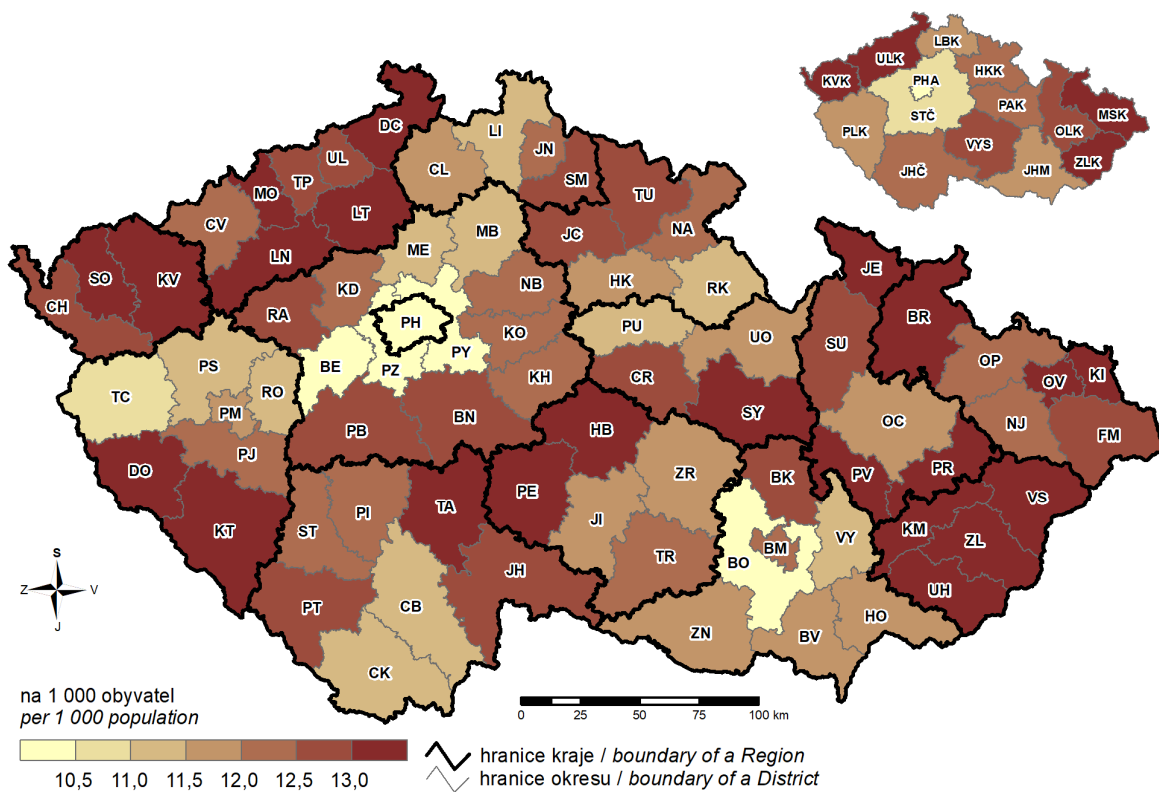 LBK
ULK
HKK
KVK
PHA
STČ
PAK
MSK
PLK
OLK
VYS
ZLK
JHČ
JHM
DC
LI
UL
JN
CL
TP
SM
MO
TU
LT
CV
MB
JC
NA
ME
LN
SO
KV
JE
NB
HK
RK
KD
CH
RA
BR
PH
PU
KO
UO
SU
PY
OP
PS
BE
PZ
KH
CR
OV
KI
TC
RO
PM
SY
BN
OC
NJ
PB
HB
FM
PJ
DO
ZR
BK
PV
PR
PE
VS
TA
PI
JI
KT
ST
KM
VY
ZL
BM
TR
BO
JH
UH
PT
CB
HO
ZN
BV
CK
S
Z V
J
na 1 000 obyvatel
per 1 000 population
10,5 11,0 11,5 12,0 12,5 13,0
0 25 50 75 100 km
hranice kraje / boundary of a Region
hranice okresu / boundary of a District